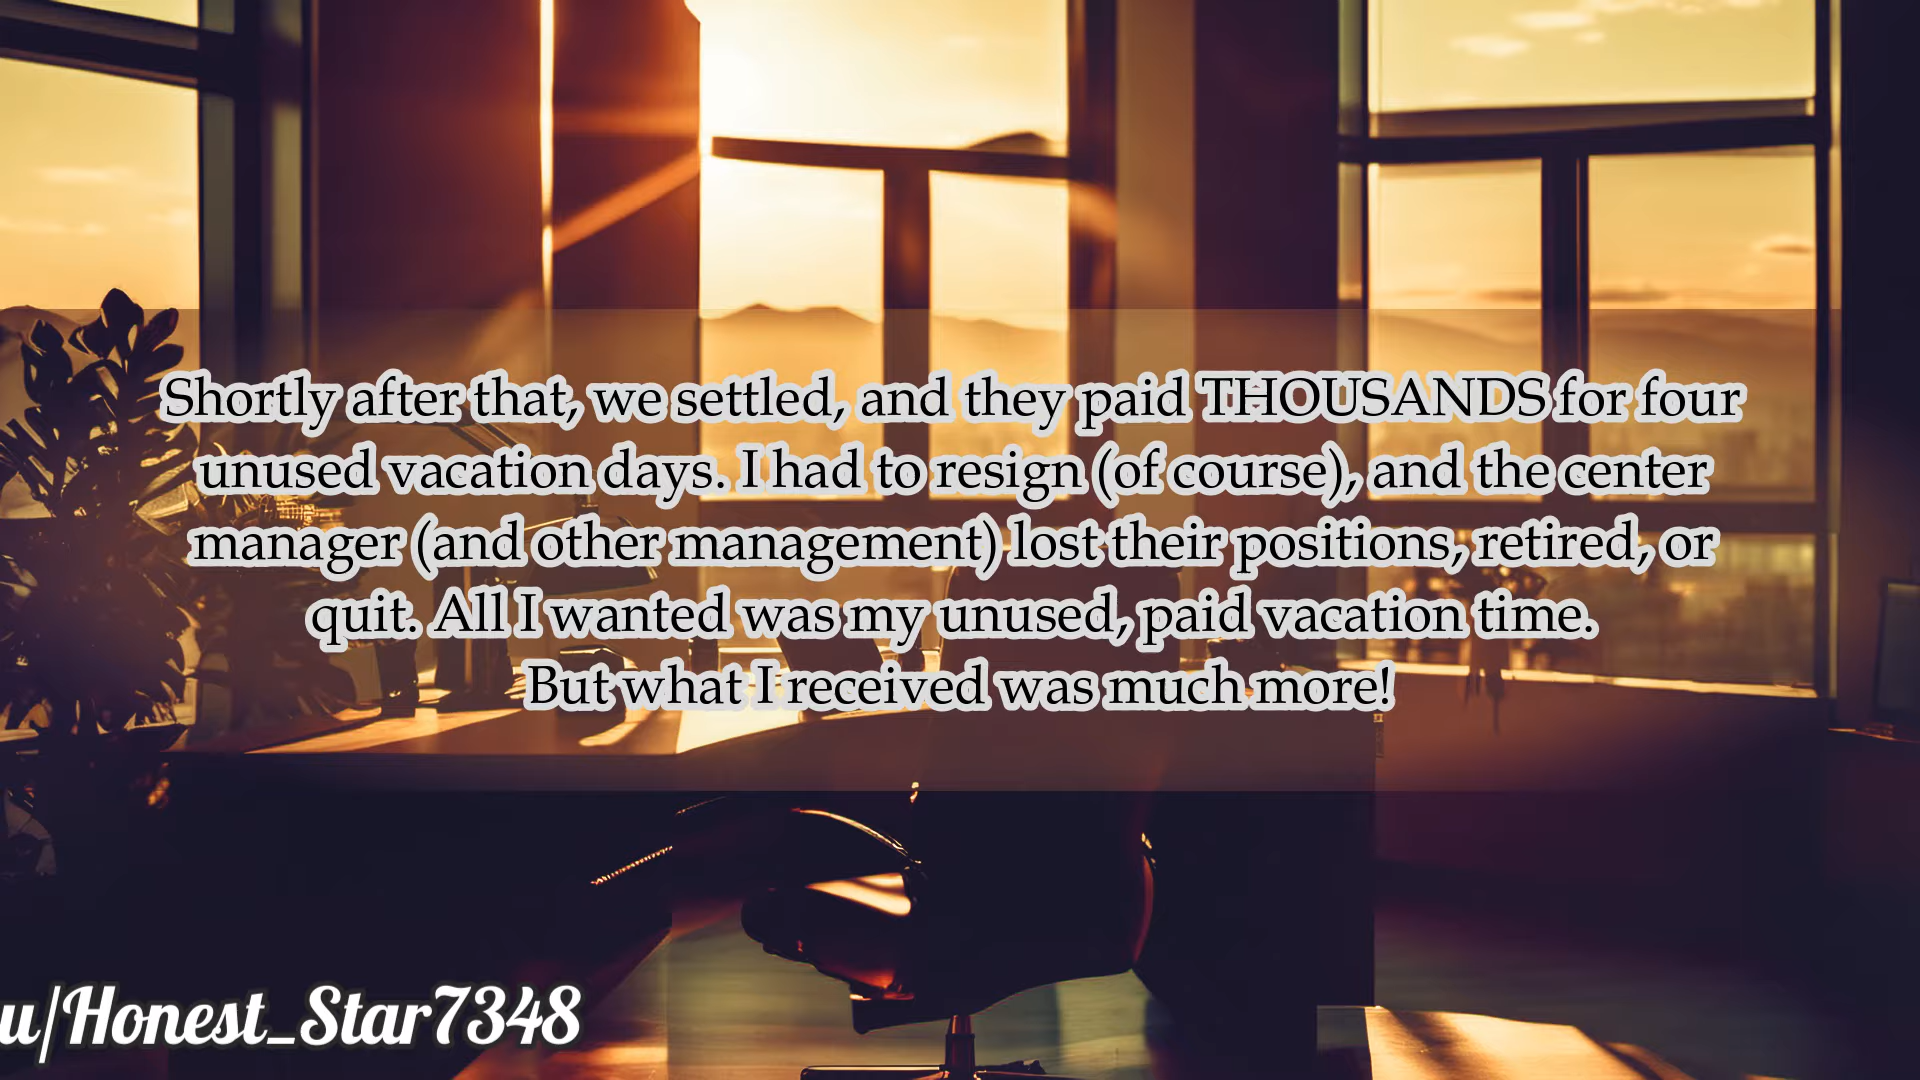 Shortly after that, we settled, and they paid THOUSANDS for four
unused vacation days. I had to resign (of course), and the center
manager (and other management) lost their positions, retired, or
quit. All I wanted was my unused, paid vacation time.
But what I received was much more!
u/Honest_Star7348